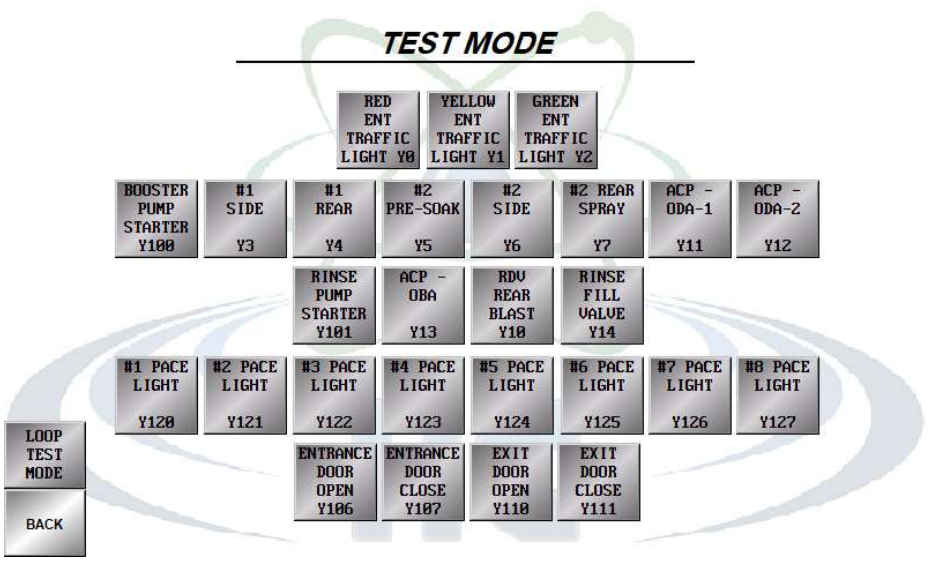 TEST MODE
RED
ENT
TRAFFIC
LIGHT Y0
YELLOW
ENT
TRAFFIC
LIGHT Y1
GREEN
ENT
TRAFFIC
LIGHT Y2
BOOSTER
PUMP
STARTER
Y100
#1
SIDE
Y3
#1
REAR
Y4
#2
PRE-SOAK
Y5
#2
SIDE
Y6
#2 REAR
SPRAY
Y7
ACP -
ODA-1
Y11
ACP -
ODA-2
Y12
RINSE
PUMP
STARTER
Y101
ACP -
OBA
Y13
RDV
REAR
BLAST
Y10
RINSE
FILL
VALVE
Y14
#1 PACE
LIGHT
Y120
#2 PACE
LIGHT
Y121
#3 PACE
LIGHT
Y122
#4 PACE
LIGHT
Y123
#5 PACE
LIGHT
Y124
#6 PACE
LIGHT
Y125
#7 PACE
LIGHT
Y126
#8 PACE
LIGHT
Y127
LOOP
TEST
MODE
ENTRANCE
DOOR
OPEN
Y106
ENTRANCE
DOOR
CLOSE
Y107
EXIT
DOOR
OPEN
Y110
EXIT
DOOR
CLOSE
Y111
BACK